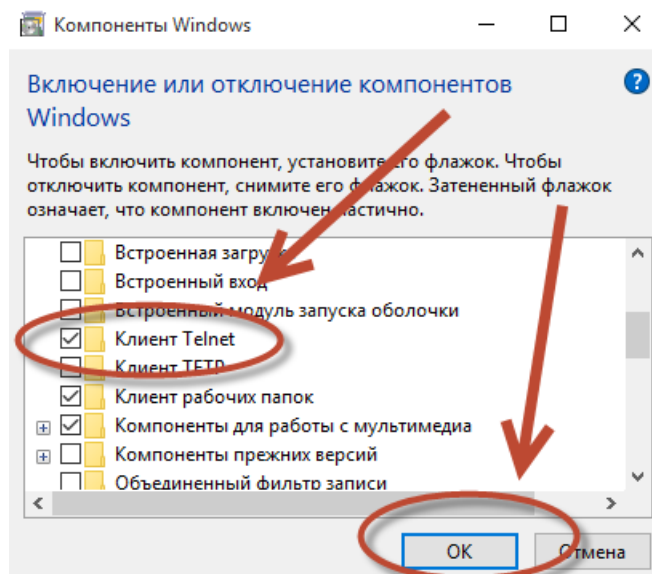 Компоненты Windows
Включение или отключение компонентов
Windows
Чтобы включить компонент, установите его флажок. Чтобы
отключить компонент, снимите его флажок. Затененный флажок
означает, что компонент включен частично.
Встроенная загрузка
Встроенный вход
Встроенный модуль запуска оболочки
Клиент Telnet
Клиент TFTP
Клиент рабочих папок
Компоненты для работы с мультимедиа
Компоненты прежних версий
Объединенный фильтр записи
OK
Отмена